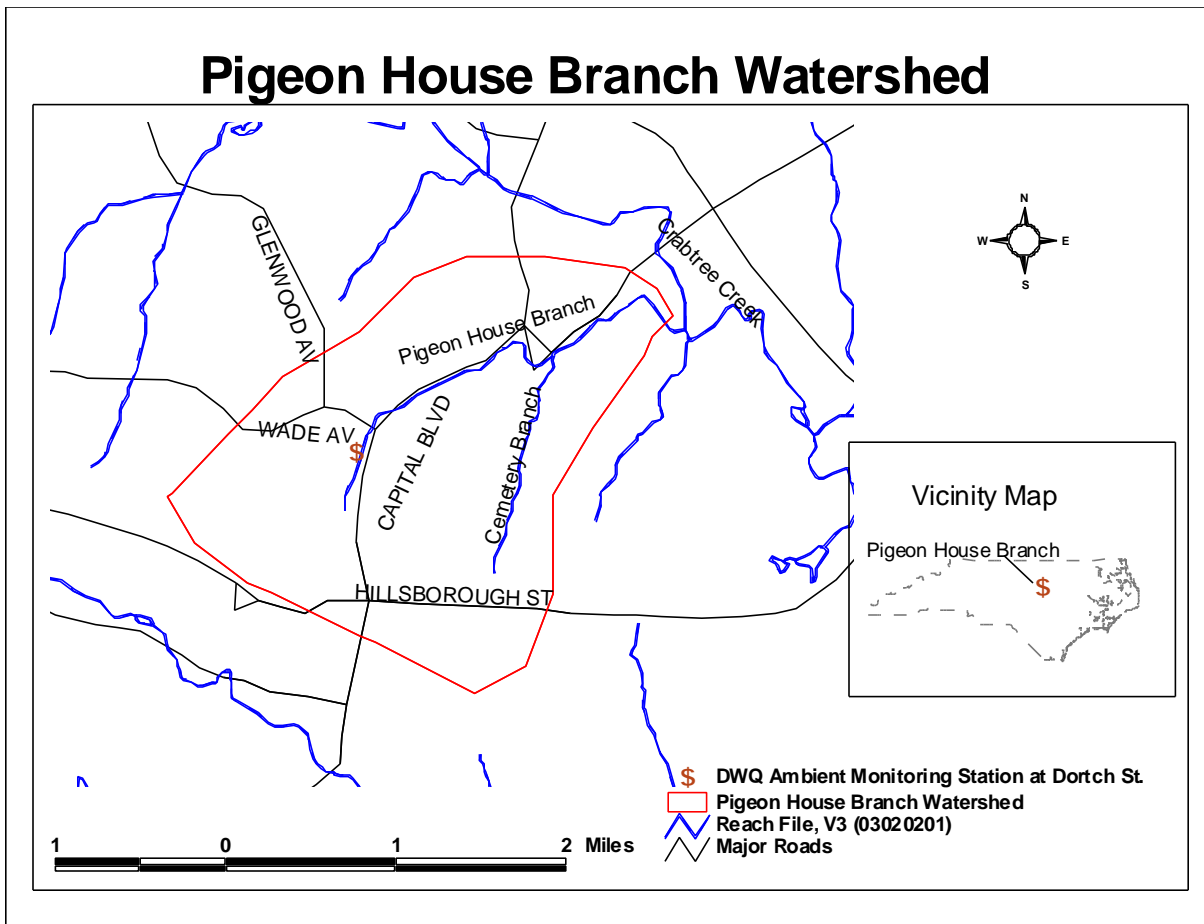 Pigeon House Branch Watershed
GLENWOOD AV
Crabtree Creek
N
W
E
S
Pigeon House Branch
WADE AV
$
CAPITAL BLVD
Cemetery Branch
HILLSBOROUGH ST
Vicinity Map
Pigeon House Branch
$
$ DWQ Ambient Monitoring Station at Dortch St.
Pigeon House Branch Watershed
Reach File, V3 (03020201)
Major Roads
1 0 1 2 Miles